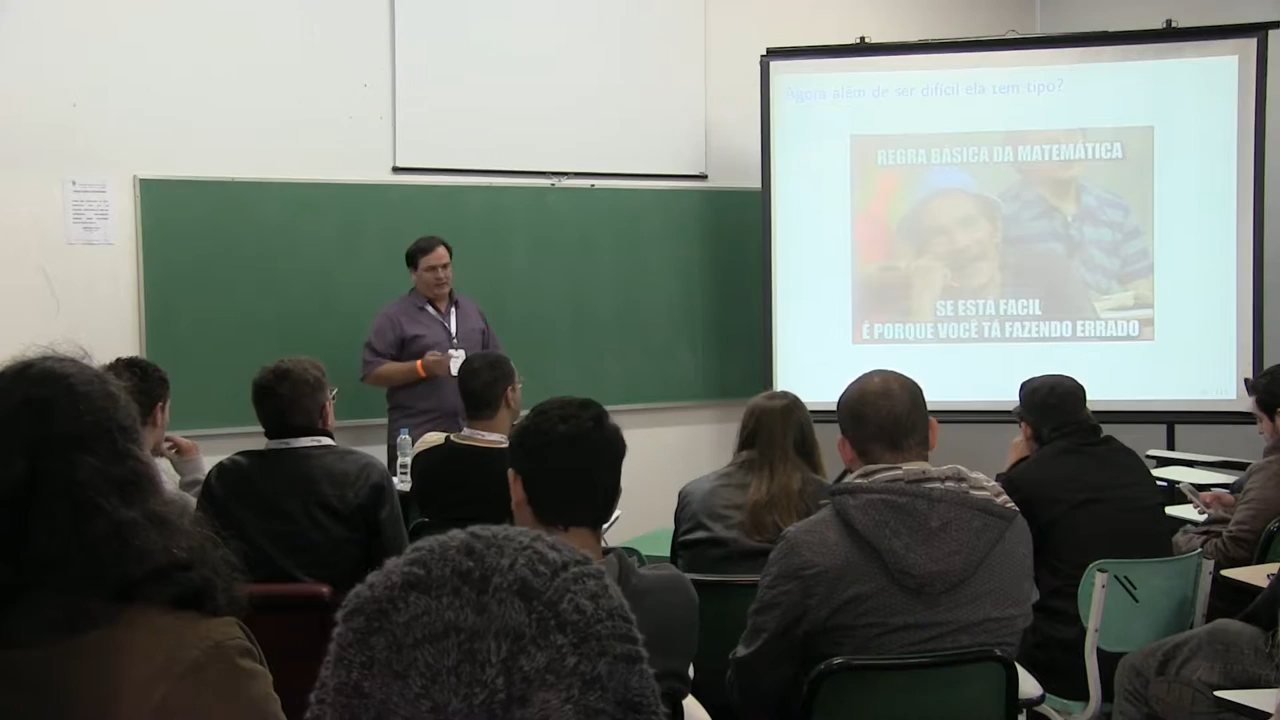 Agora além de ser difícil ela tem tipo?
REGRA BÁSICA DA MATEMÁTICA
SE ESTÁ FACIL
É PORQUE VOCÊ TÁ FAZENDO ERRADO